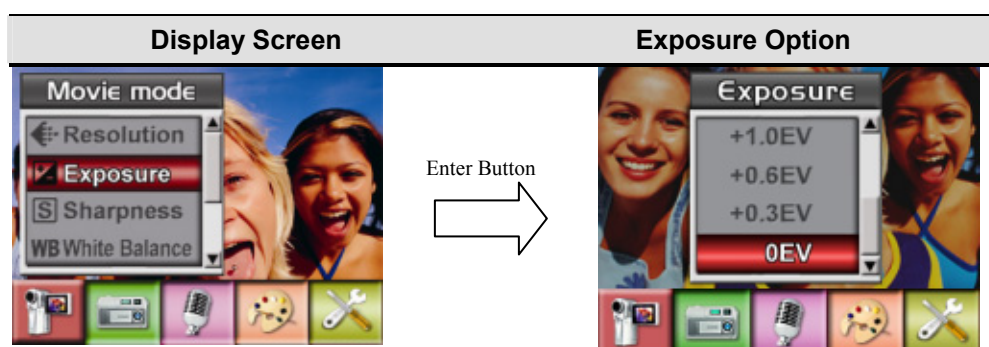 Display Screen
Exposure Option
Movie mode
Resolution
Exposure
S Sharpness
WB White Balance
Enter Button
Exposure
+1.0EV
+0.6EV
+0.3EV
0EV